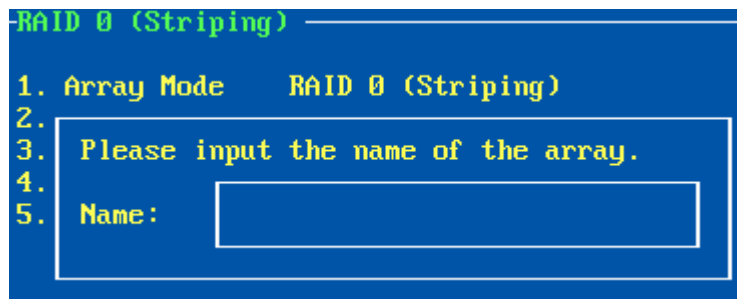 RAID 0 (Striping)
1. Array Mode RAID 0 (Striping)
2.
3. Please input the name of the array.
4.
5. Name: